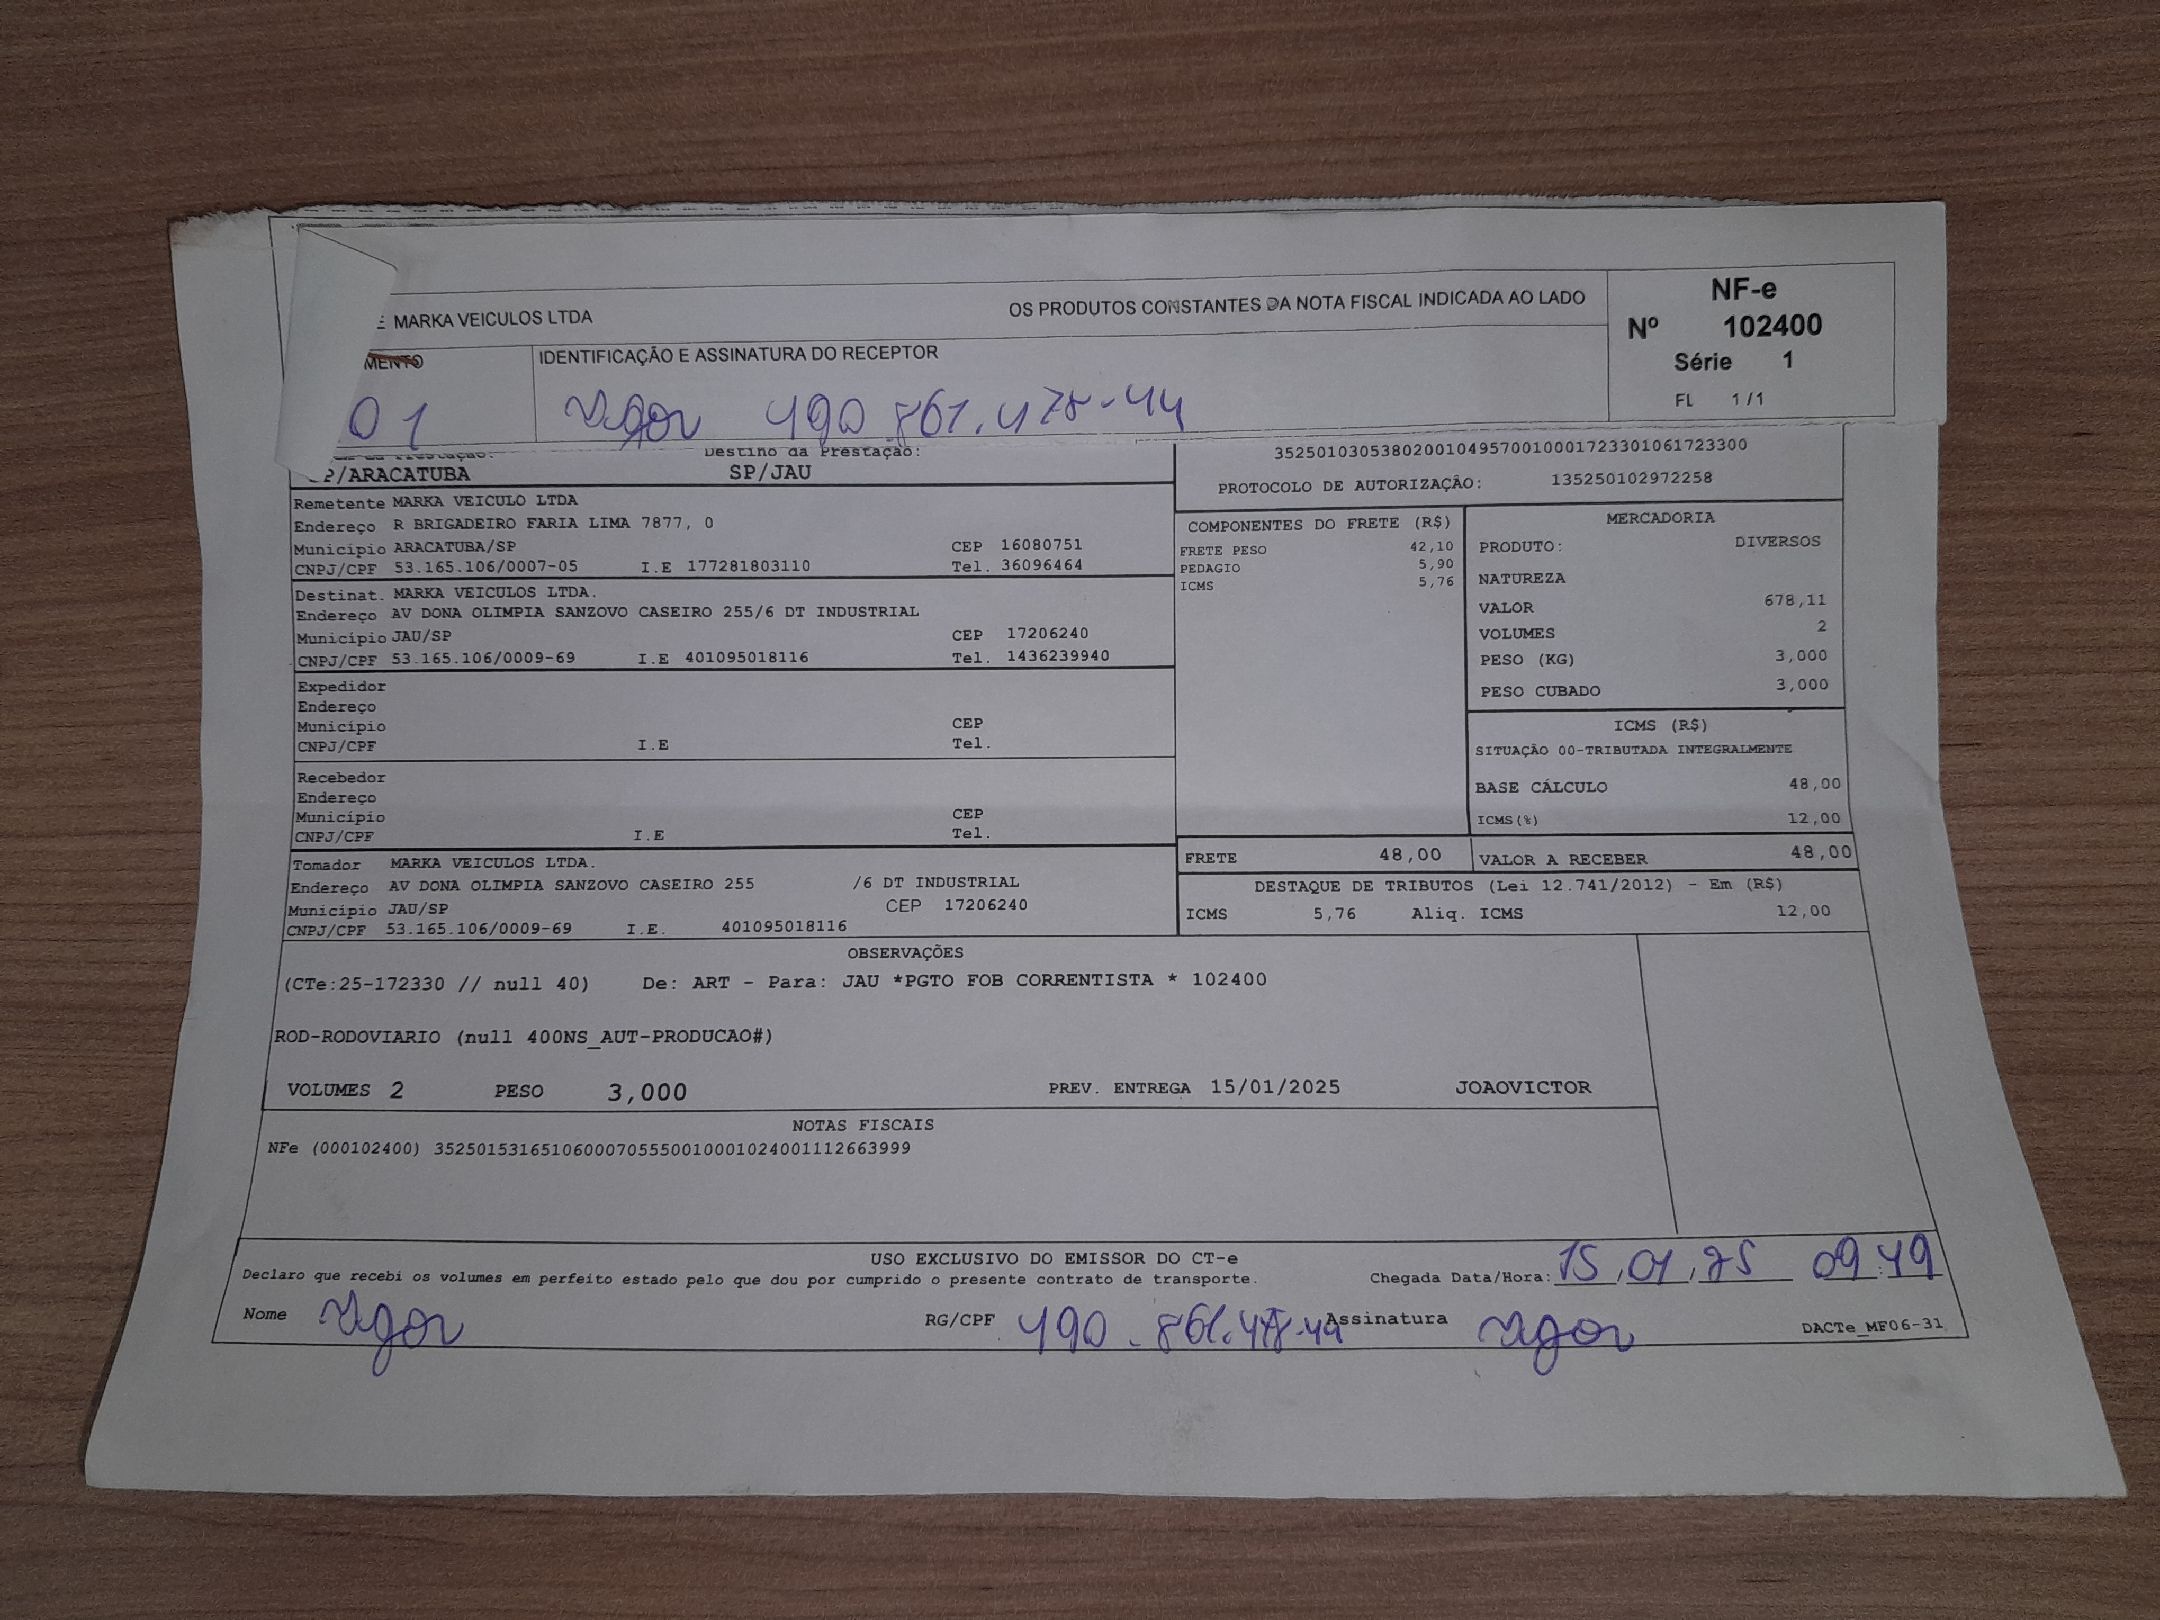 MARKA VEICULOS LTDA OS PRODUTOS CONSTANTES DA NOTA FISCAL INDICADA AO LADO
NF-e
Nº 102400
Série 1
FL 1/1
MENTO IDENTIFICAÇÃO E ASSINATURA DO RECEPTOR
01 Igor 490.861.478-44
Destino da Prestação:
P/ARACATUBA SP/JAU
35250103053802001049570010001723301061723300
PROTOCOLO DE AUTORIZAÇÃO: 135250102972258
Remetente MARKA VEICULO LTDA
Endereço R BRIGADEIRO FARIA LIMA 7877, 0
Município ARACATUBA/SP CEP 16080751
CNPJ/CPF 53.165.106/0007-05 I.E 177281803110 Tel. 36096464
Destinat. MARKA VEICULOS LTDA.
Endereço AV DONA OLIMPIA SANZOVO CASEIRO 255/6 DT INDUSTRIAL
Município JAU/SP CEP 17206240
CNPJ/CPF 53.165.106/0009-69 I.E 401095018116 Tel. 1436239940
Expedidor
Endereço
Município CEP
CNPJ/CPF I.E Tel.
Recebedor
Endereço
Município CEP
CNPJ/CPF I.E Tel.
Tomador MARKA VEICULOS LTDA.
Endereço AV DONA OLIMPIA SANZOVO CASEIRO 255 /6 DT INDUSTRIAL
Município JAU/SP CEP 17206240
CNPJ/CPF 53.165.106/0009-69 I.E. 401095018116
COMPONENTES DO FRETE (R$)
FRETE PESO 42,10
PEDAGIO 5,90
ICMS 5,76
MERCADORIA
PRODUTO: DIVERSOS
NATUREZA
VALOR 678,11
VOLUMES 2
PESO (KG) 3,000
PESO CUBADO 3,000
ICMS (R$)
SITUAÇÃO 00-TRIBUTADA INTEGRALMENTE
BASE CÁLCULO 48,00
ICMS(%) 12,00
FRETE 48,00 VALOR A RECEBER 48,00
DESTAQUE DE TRIBUTOS (Lei 12.741/2012) - Em (R$)
ICMS 5,76 Aliq. ICMS 12,00
OBSERVAÇÕES
(CTe:25-172330 // null 40) De: ART - Para: JAU *PGTO FOB CORRENTISTA * 102400
ROD-RODOVIARIO (null 400NS_AUT-PRODUCAO#)
VOLUMES 2 PESO 3,000 PREV. ENTREGA 15/01/2025 JOAOVICTOR
NOTAS FISCAIS
NFe (000102400) 35250153165106000705550010001024001112663999
USO EXCLUSIVO DO EMISSOR DO CT-e
Declaro que recebi os volumes em perfeito estado pelo que dou por cumprido o presente contrato de transporte. Chegada Data/Hora: 15,01,25 09:49
Nome Igor RG/CPF 490.861.478-44 Assinatura Igor DACTe_MF06-31